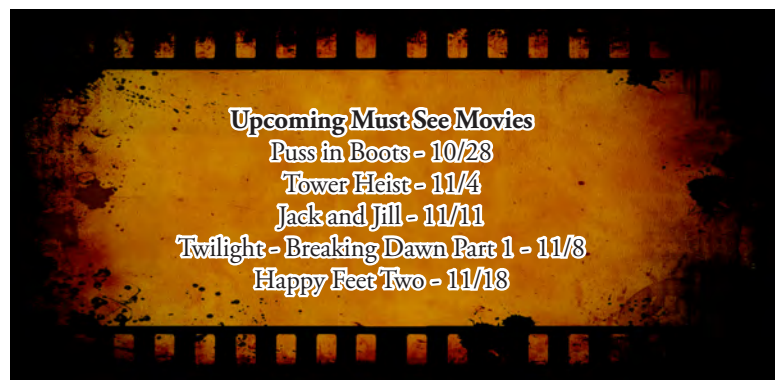 Upcoming Must See Movies
Puss in Boots - 10/28
Tower Heist - 11/4
Jack and Jill - 11/11
Twilight - Breaking Dawn Part 1 - 11/8
Happy Feet Two - 11/18